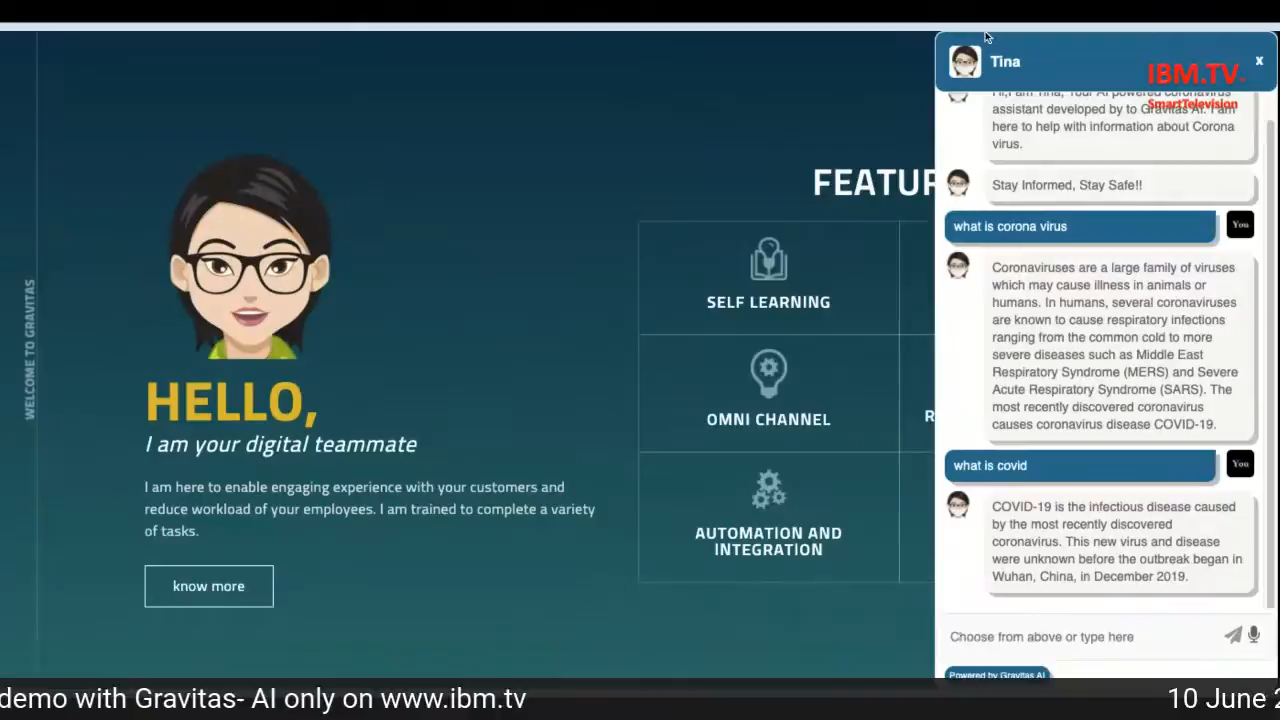 Tina
x
IBM.TV
SmartTelevision
Hi,I am Tina, Your AI powered coronavirus
assistant developed by to Gravitas AI. I am
here to help with information about Corona
virus.
Stay Informed, Stay Safe!!
what is corona virus
You
Coronaviruses are a large family of viruses
which may cause illness in animals or
humans. In humans, several coronaviruses
are known to cause respiratory infections
ranging from the common cold to more
severe diseases such as Middle East
Respiratory Syndrome (MERS) and Severe
Acute Respiratory Syndrome (SARS). The
most recently discovered coronavirus
causes coronavirus disease COVID-19.
what is covid
You
COVID-19 is the infectious disease caused
by the most recently discovered
coronavirus. This new virus and disease
were unknown before the outbreak began in
Wuhan, China, in December 2019.
Choose from above or type here
Powered by Gravitas AI
WELCOME TO GRAVITAS
HELLO,
I am your digital teammate
I am here to enable engaging experience with your customers and
reduce workload of your employees. I am trained to complete a variety
of tasks.
know more
FEATUR
SELF LEARNING
OMNI CHANNEL
R
AUTOMATION AND
INTEGRATION
demo with Gravitas- AI only on www.ibm.tv
10 June 2